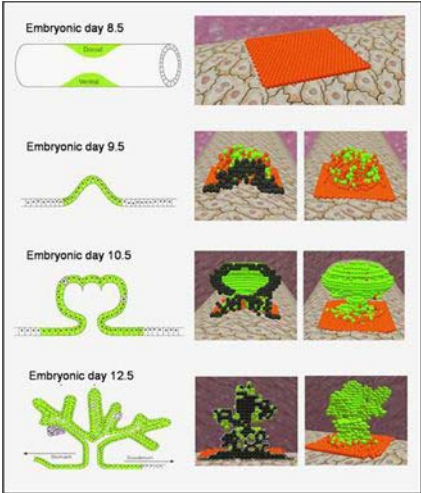 Embryonic day 8.5
Dorsal
Ventral
Embryonic day 9.5
Embryonic day 10.5
Embryonic day 12.5
Stomach
Duodenum